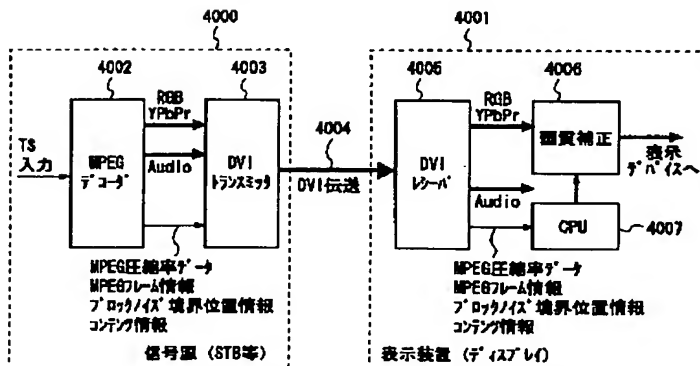 4000
4001
4002
4003
4005
4006
RGB
YPbPr
RGB
YPbPr
4004
TS
入力
MPEG
デコーダ
Audio
DVI
トランスミッタ
DVI伝送
DVI
レシーバ
画質補正
表示
デバイスへ
Audio
CPU
4007
MPEG圧縮率データ
MPEGフレーム情報
ブロックノイズ境界位置情報
コンテンツ情報
MPEG圧縮率データ
MPEGフレーム情報
ブロックノイズ境界位置情報
コンテンツ情報
信号源 (STB等)
表示装置 (ディスプレイ)